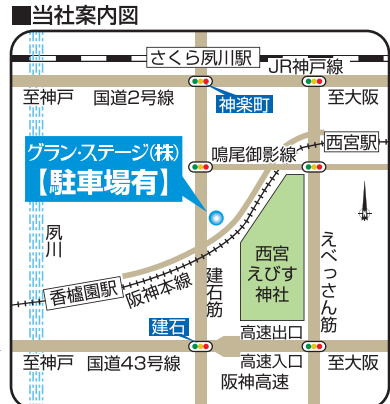 ■当社案内図
さくら夙川駅
JR神戸線
至神戸 国道2号線
神楽町
至大阪
グラン・ステージ(株)
【駐車場有】
鳴尾御影線
西宮駅
夙川
西宮
えびす
神社
えべっさん筋
香櫨園駅
阪神本線
建石筋
建石
高速出口
至神戸 国道43号線
高速入口
至大阪
阪神高速